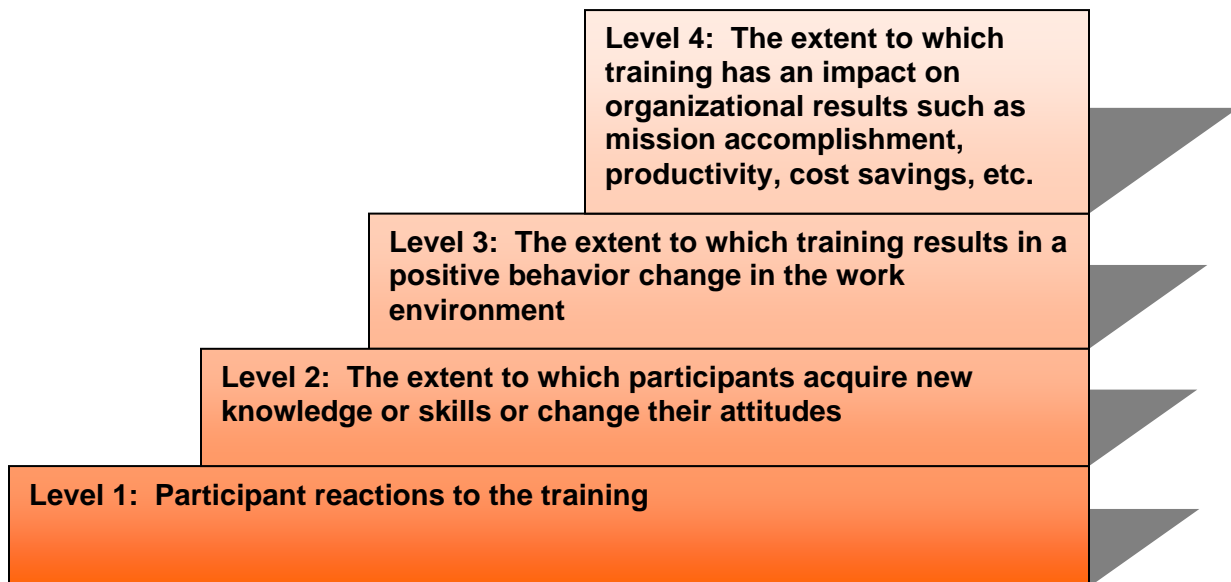 Level 4:  The extent to which
training has an impact on
organizational results such as
mission accomplishment,
productivity, cost savings, etc.
Level 3:  The extent to which training results in a
positive behavior change in the work
environment
Level 2:  The extent to which participants acquire new
knowledge or skills or change their attitudes
Level 1:  Participant reactions to the training